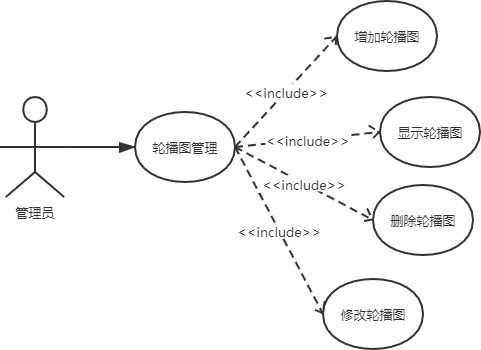 增加轮播图
<<include>>
显示轮播图
<<include>>
轮播图管理
<<include>>
管理员
删除轮播图
<<include>>
修改轮播图